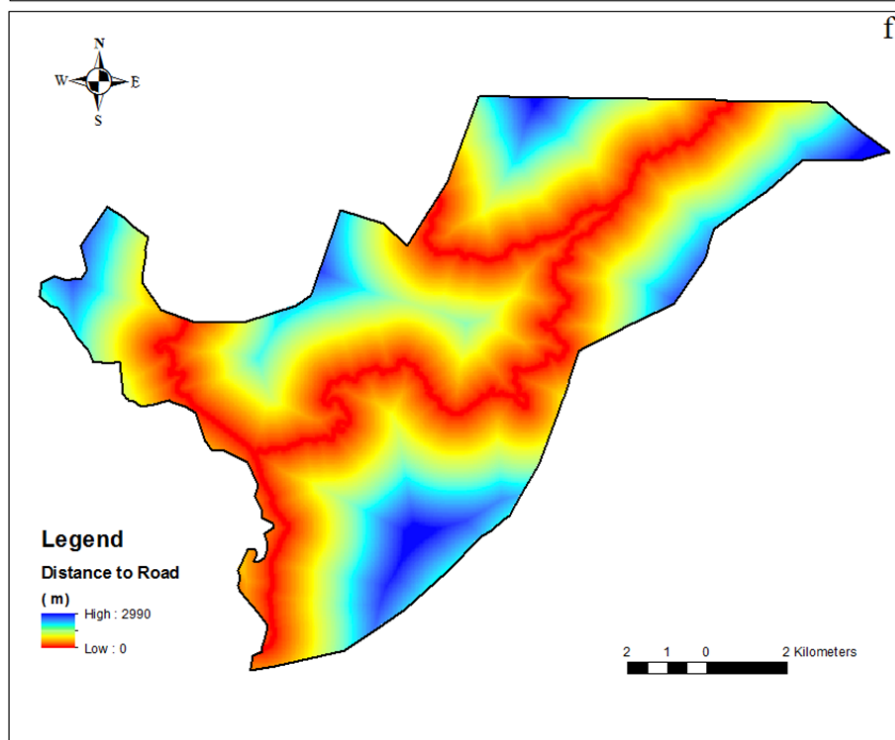 f
N
W E
S
Legend
Distance to Road
( m)
High : 2990
Low : 0
2 1 0 2 Kilometers